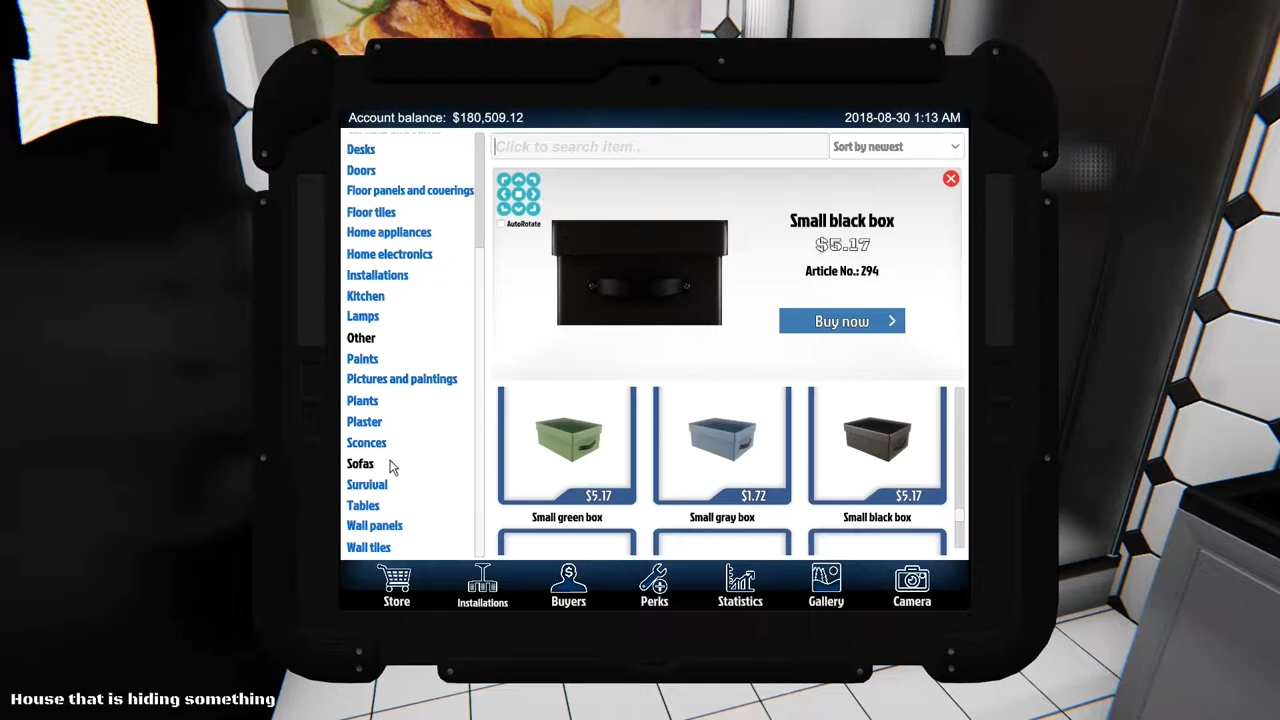 Account balance: $180,509.12
2018-08-30 1:13 AM
Desks
Doors
Floor panels and coverings
Floor tiles
Home appliances
Home electronics
Installations
Kitchen
Lamps
Other
Paints
Pictures and paintings
Plants
Plaster
Sconces
Sofas
Survival
Tables
Wall panels
Wall tiles
Click to search item...
Sort by newest
AutoRotate
Small black box
$5.17
Article No.: 294
Buy now
$5.17
$1.72
$5.17
Small green box
Small gray box
Small black box
Store
Installations
Buyers
Perks
Statistics
Gallery
Camera
House that is hiding something